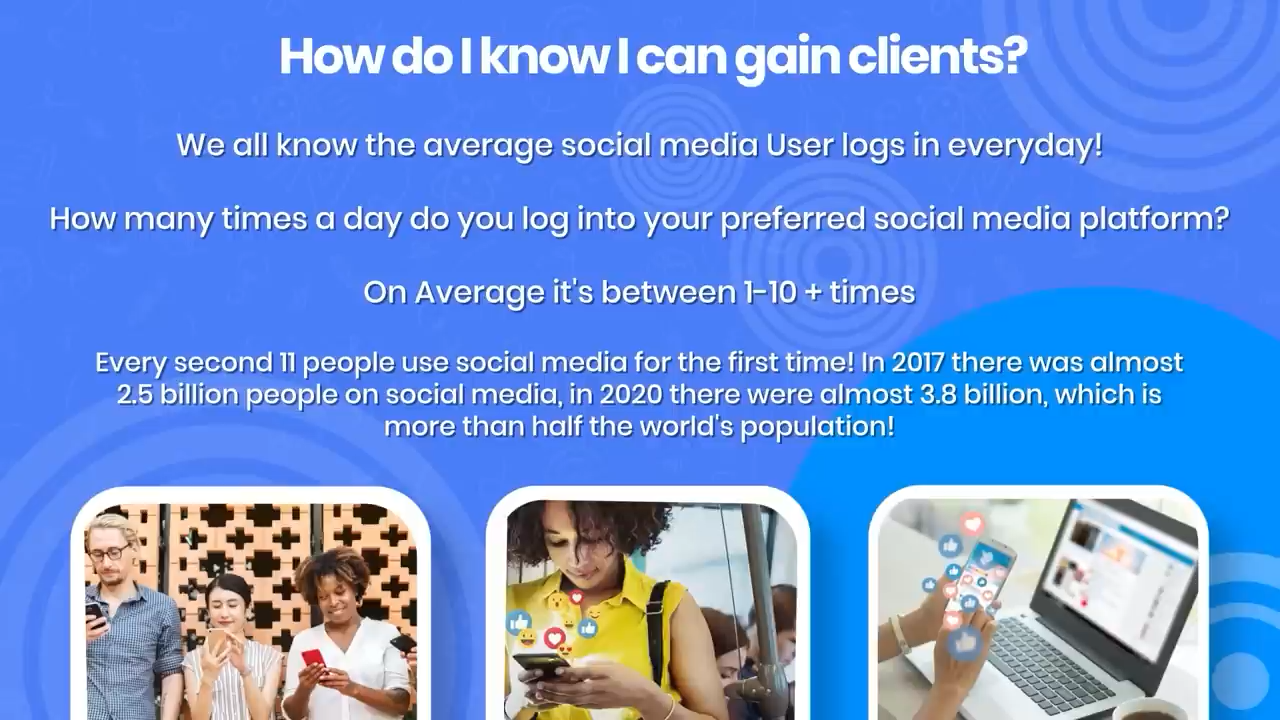 How do I know I can gain clients?
We all know the average social media User logs in everyday!
How many times a day do you log into your preferred social media platform?
On Average it's between 1-10 + times
Every second 11 people use social media for the first time! In 2017 there was almost
2.5 billion people on social media, in 2020 there were almost 3.8 billion, which is
more than half the world's population!